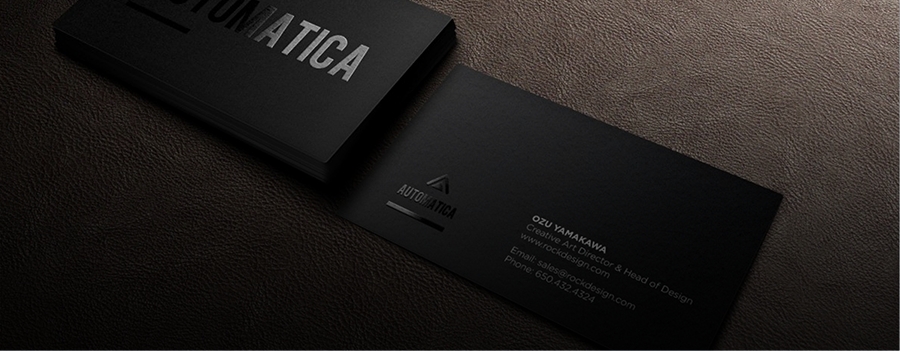 AUTOMATICA
AUTOMATICA
OZU YAMAKAWA
Creative Art Director & Head of Design
www.rockdesign.com
Email: sales@rockdesign.com
Phone: 650.432.4324